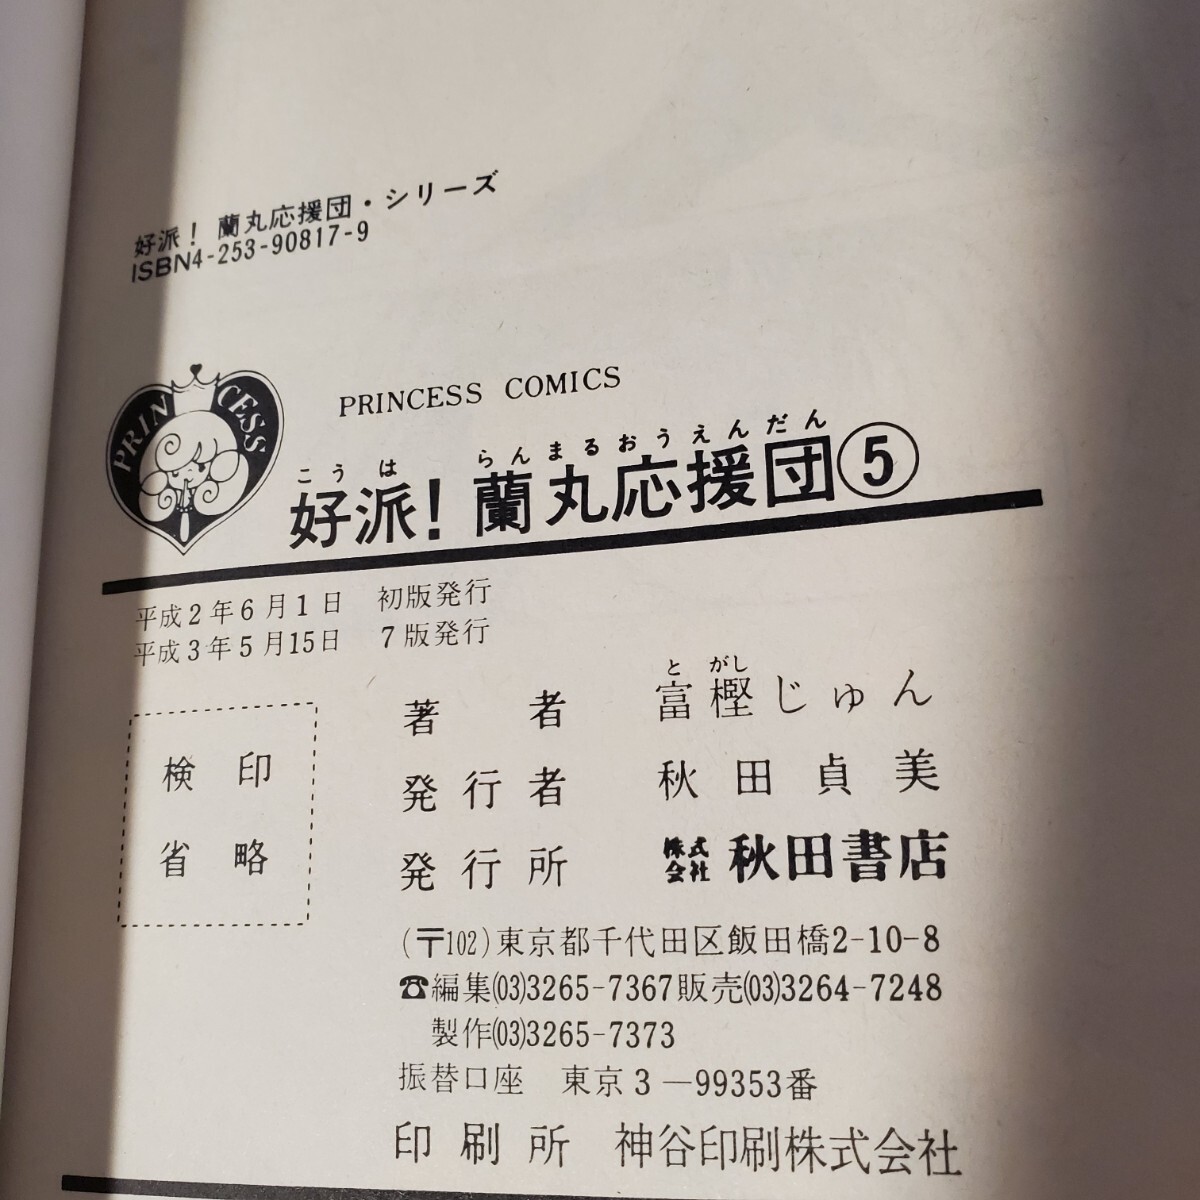 好派！ 蘭丸応援団・シリーズ
ISBN4-253-90817-9
PRINCESS
PRINCESS COMICS
こうは らんまるおうえんだん
好派！ 蘭丸応援団⑤
平成2年6月1日 初版発行
平成3年5月15日 7版発行
検印
省略
とがし
著者 富樫じゅん
発行者 秋田貞美
発行所 株式会社 秋田書店
(〒102)東京都千代田区飯田橋2-10-8
☎編集(03)3265-7367販売(03)3264-7248
製作(03)3265-7373
振替口座 東京3－99353番
印刷所 神谷印刷株式会社